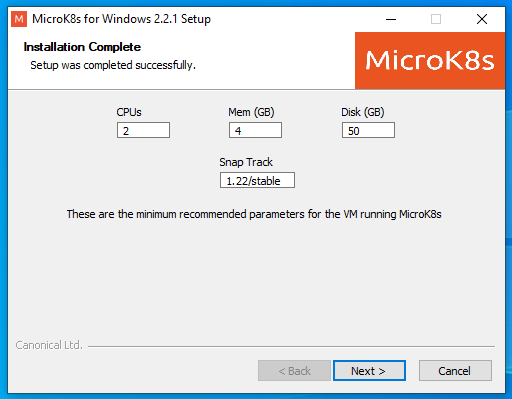 M MicroK8s for Windows 2.2.1 Setup
Installation Complete
Setup was completed successfully.
MicroK8s
CPUs Mem (GB) Disk (GB)
2 4 50
Snap Track
1.22/stable
These are the minimum recommended parameters for the VM running MicroK8s
Canonical Ltd.
< Back Next > Cancel